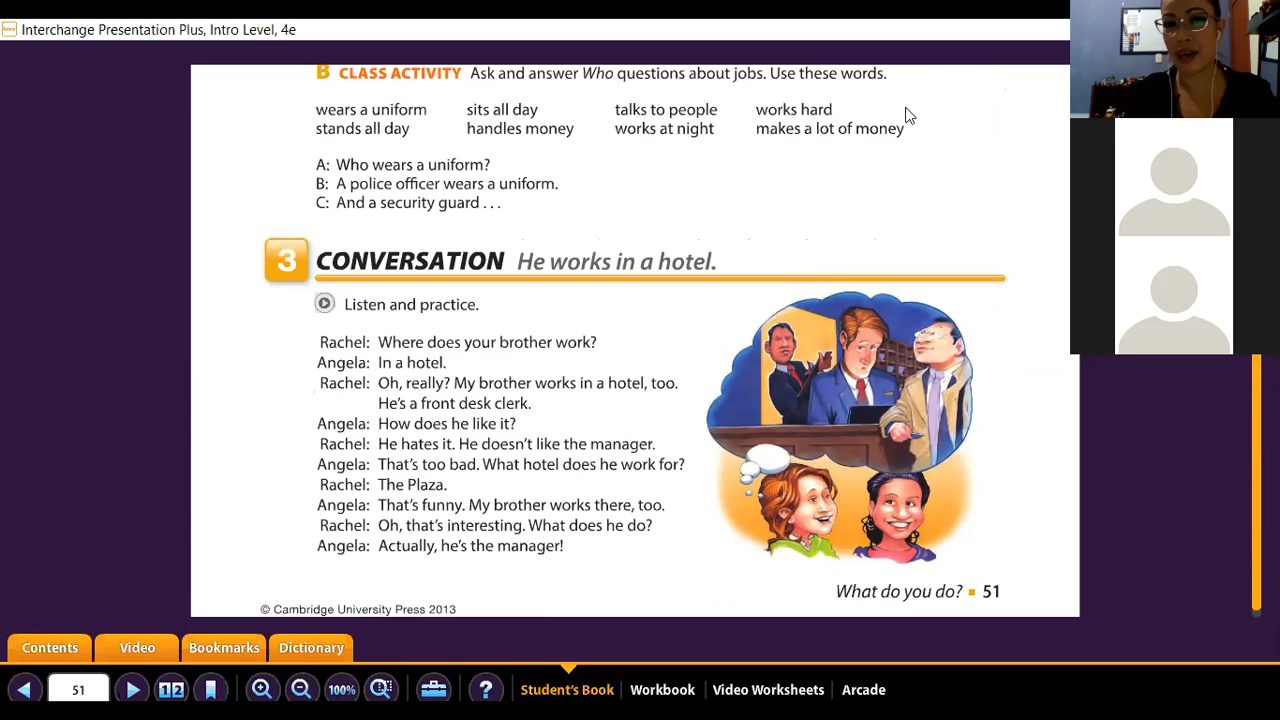 Interchange Presentation Plus, Intro Level, 4e
B CLASS ACTIVITY Ask and answer Who questions about jobs. Use these words.
wears a uniform sits all day talks to people works hard
stands all day handles money works at night makes a lot of money
A: Who wears a uniform?
B: A police officer wears a uniform.
C: And a security guard . . .
3 CONVERSATION He works in a hotel.
Listen and practice.
Rachel: Where does your brother work?
Angela: In a hotel.
Rachel: Oh, really? My brother works in a hotel, too.
He's a front desk clerk.
Angela: How does he like it?
Rachel: He hates it. He doesn't like the manager.
Angela: That's too bad. What hotel does he work for?
Rachel: The Plaza.
Angela: That's funny. My brother works there, too.
Rachel: Oh, that's interesting. What does he do?
Angela: Actually, he's the manager!
What do you do? 51
© Cambridge University Press 2013
Contents Video Bookmarks Dictionary
51 1 2 100% ? Student's Book Workbook Video Worksheets Arcade